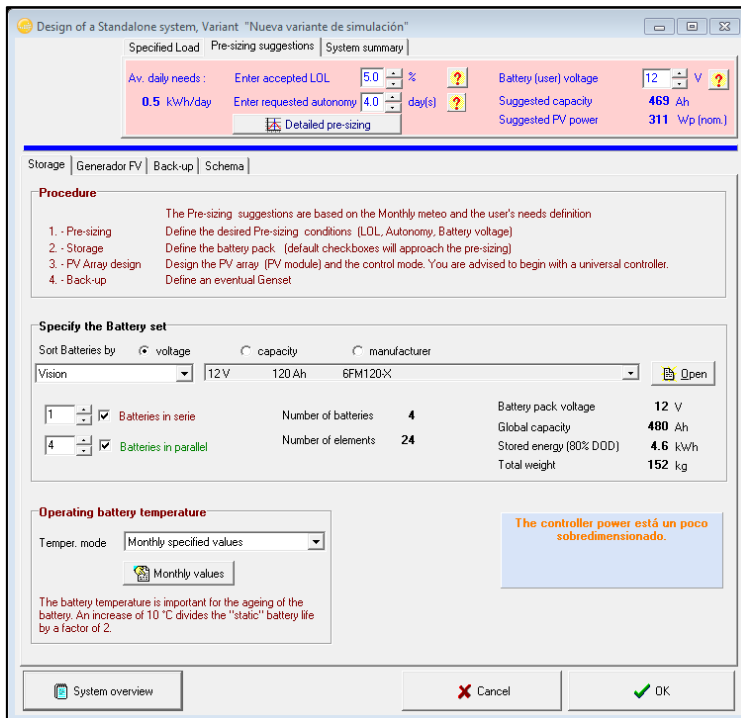 Design of a Standalone system, Variant "Nueva variante de simulación"
Specified Load Pre-sizing suggestions System summary
Av. daily needs : Enter accepted LOL 5.0 % ? Battery (user) voltage 12 V ?
0.5 kWh/day Enter requested autonomy 4.0 day(s) ? Suggested capacity 469 Ah
Detailed pre-sizing Suggested PV power 311 Wp (nom.)
Storage Generador FV Back-up Schema
Procedure
The Pre-sizing suggestions are based on the Monthly meteo and the user's needs definition
1. - Pre-sizing Define the desired Pre-sizing conditions (LOL, Autonomy, Battery voltage)
2. - Storage Define the battery pack (default checkboxes will approach the pre-sizing)
3. - PV Array design Design the PV array (PV module) and the control mode. You are advised to begin with a universal controller.
4. - Back-up Define an eventual Genset
Specify the Battery set
Sort Batteries by voltage capacity manufacturer
Vision 12 V 120 Ah 6FM120-X Open
1 Batteries in serie Number of batteries 4 Battery pack voltage 12 V
Global capacity 480 Ah
4 Batteries in parallel Number of elements 24 Stored energy (80% DOD) 4.6 kWh
Total weight 152 kg
Operating battery temperature
Temper. mode Monthly specified values
Monthly values
The battery temperature is important for the ageing of the
battery. An increase of 10 °C divides the "static" battery life
by a factor of 2.
The controller power está un poco
sobredimensionado.
System overview Cancel OK